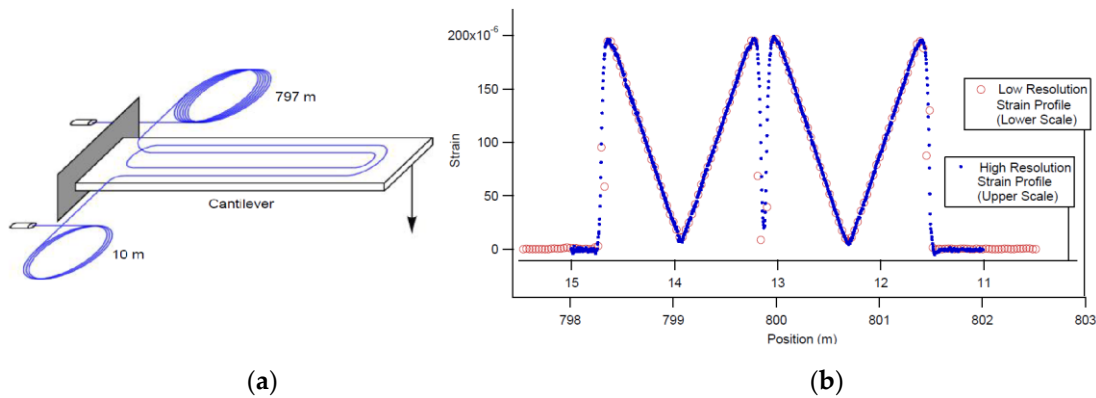 797 m
Cantilever
10 m
(a)
200x10-6
150
100
50
0
Strain
15 14 13 12 11
798 799 800 801 802 803
Position (m)
Low Resolution
Strain Profile
(Lower Scale)
High Resolution
Strain Profile
(Upper Scale)
(b)